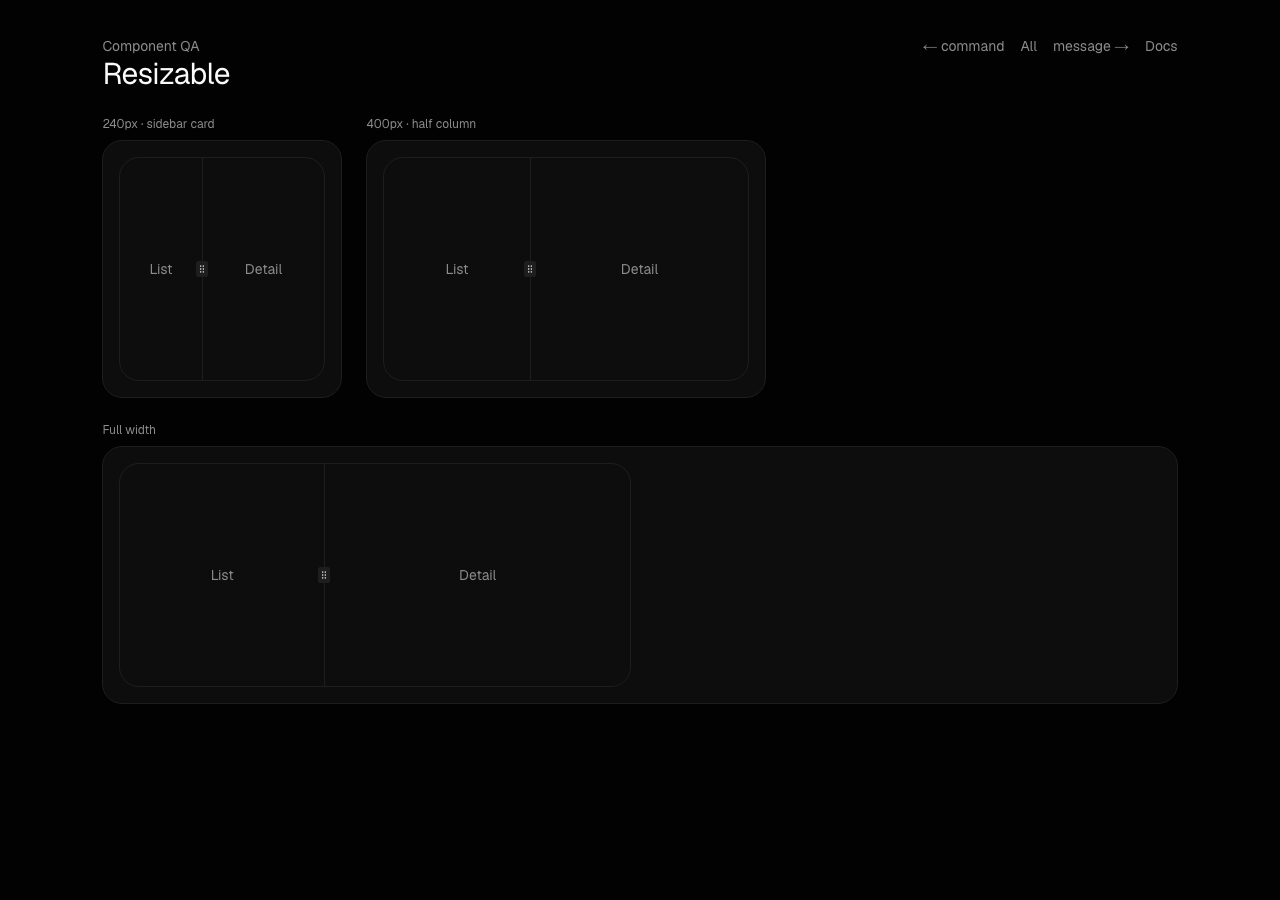 Component QA
← command All message → Docs
Resizable
240px · sidebar card
400px · half column
List
Detail
List
Detail
Full width
List
Detail